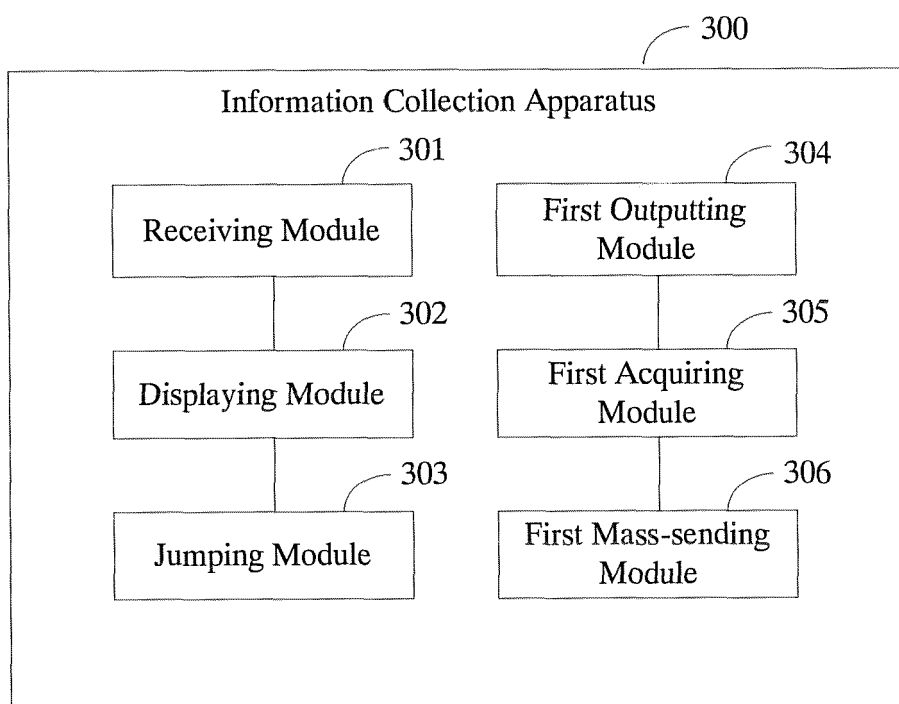 300
Information Collection Apparatus
301
Receiving Module
302
Displaying Module
303
Jumping Module
304
First Outputting
Module
305
First Acquiring
Module
306
First Mass-sending
Module